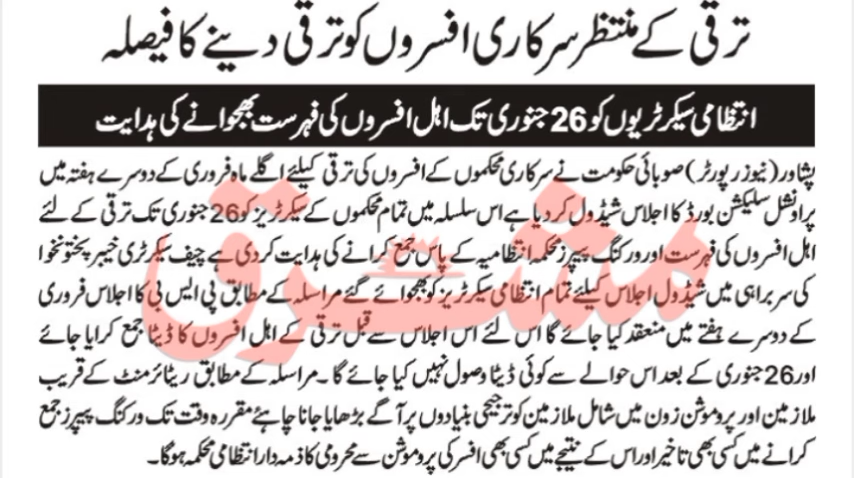 ترقی کے منتظر سرکاری افسروں کو ترقی دینے کا فیصلہ
انتظامی سیکرٹریوں کو 26 جنوری تک اہل افسروں کی فہرست بھجوانے کی ہدایت
پشاور (نیوز رپورٹر) صوبائی حکومت نے سرکاری محکموں کے افسروں کی ترقی کیلئے اگلے ماہ فروری کے دوسرے ہفتہ میں
پراونشل سلیکشن بورڈ کا اجلاس شیڈول کر دیا ہے اس سلسلہ میں تمام محکموں کے سیکرٹریز کو 26 جنوری تک ترقی کے لئے
اہل افسروں کی فہرست اور ورکنگ پیپرز محکمہ انتظامیہ کے پاس جمع کرانے کی ہدایت کر دی ہے چیف سیکرٹری خیبر پختونخوا
کی سربراہی میں شیڈول اجلاس کیلئے تمام انتظامی سیکرٹریز کو بھجوائے گئے مراسلہ کے مطابق پی ایس بی کا اجلاس فروری
کے دوسرے ہفتے میں منعقد کیا جائے گا اس لئے اس اجلاس سے قبل ترقی کے اہل افسروں کا ڈیٹا جمع کرایا جائے
اور 26 جنوری کے بعد اس حوالے سے کوئی ڈیٹا وصول نہیں کیا جائے گا۔ مراسلہ کے مطابق ریٹائرمنٹ کے قریب
ملازمین اور پروموشن زون میں شامل ملازمین کو ترجیحی بنیادوں پر آگے بڑھایا جانا چاہئے مقررہ وقت تک ورکنگ پیپرز جمع
کرانے میں کسی بھی تاخیر اور اس کے نتیجے میں کسی بھی افسر کی پروموشن سے محرومی کا ذمہ دار انتظامی محکمہ ہوگا۔
مشرق